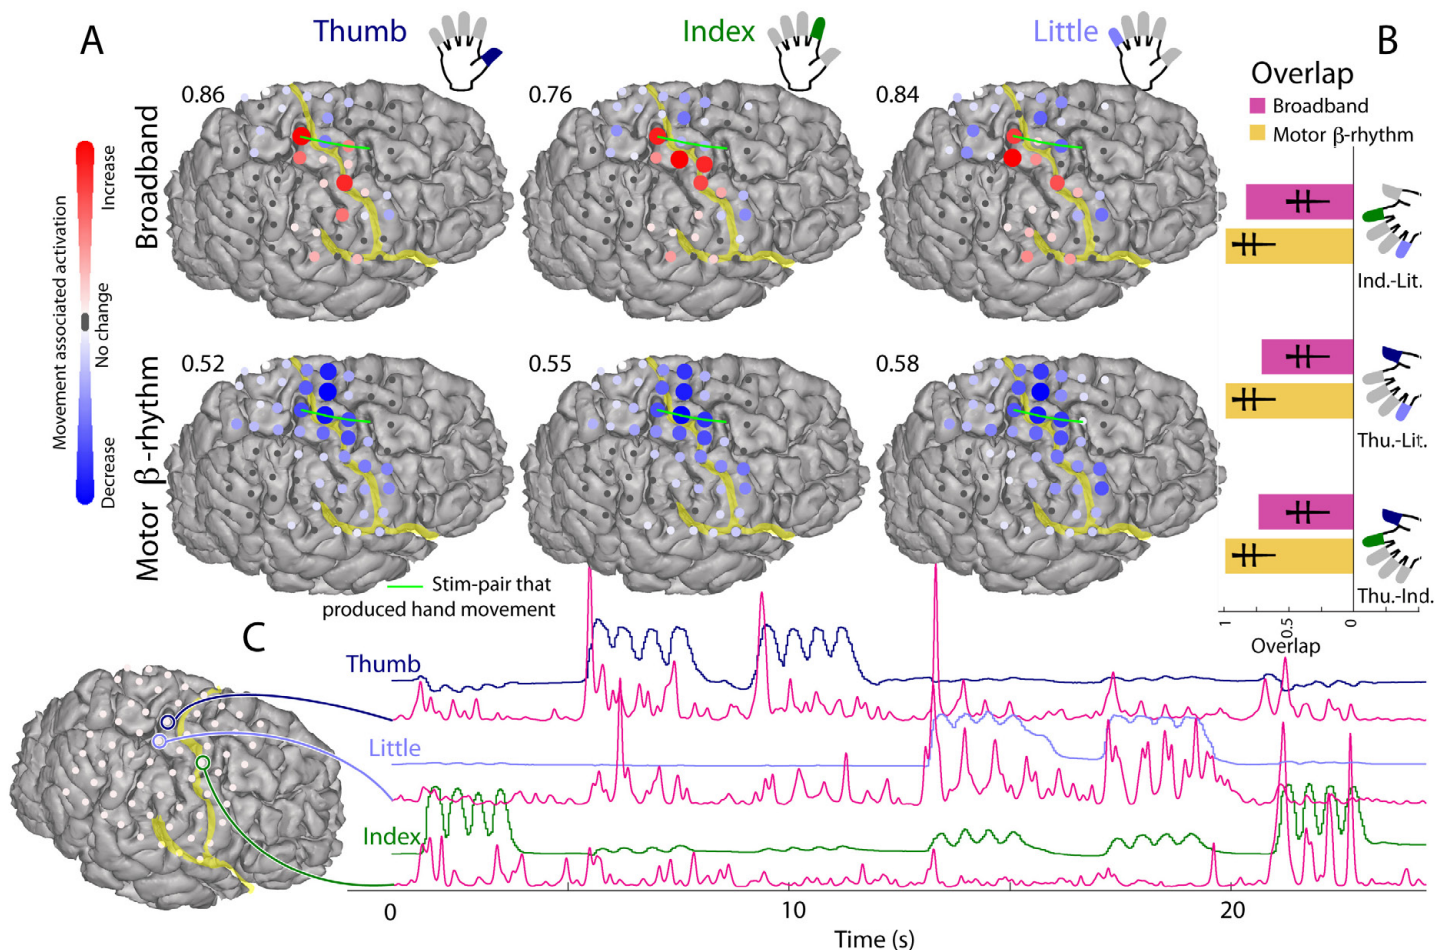 A
Thumb
Index
Little
B
Overlap
Broadband
Motor β-rhythm
Broadband
0.86
0.76
0.84
Movement associated activation
Increase
No change
Decrease
Ind.-Lit.
Motor β-rhythm
0.52
0.55
0.58
Thu.-Lit.
Thu.-Ind.
1
0.5
0
Overlap
Stim-pair that
produced hand movement
C
Thumb
Little
Index
0
10
20
Time (s)